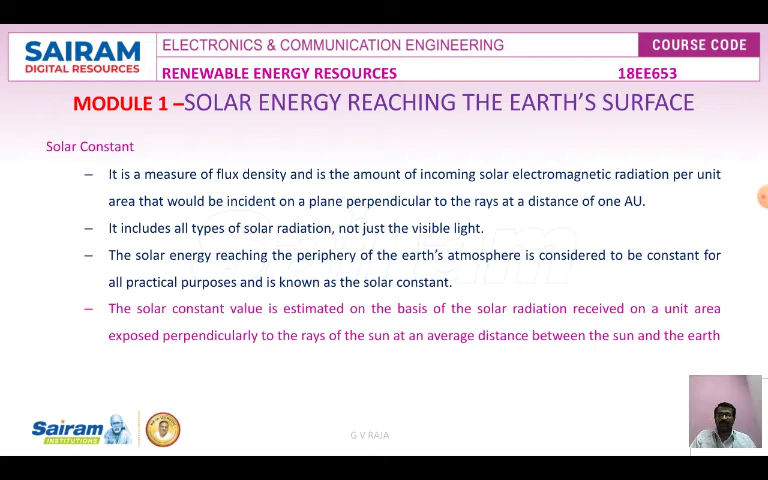 SAIRAM
DIGITAL RESOURCES
ELECTRONICS & COMMUNICATION ENGINEERING
COURSE CODE
RENEWABLE ENERGY RESOURCES
18EE653
MODULE 1 –SOLAR ENERGY REACHING THE EARTH'S SURFACE
Solar Constant
– It is a measure of flux density and is the amount of incoming solar electromagnetic radiation per unit
area that would be incident on a plane perpendicular to the rays at a distance of one AU.
– It includes all types of solar radiation, not just the visible light.
– The solar energy reaching the periphery of the earth's atmosphere is considered to be constant for
all practical purposes and is known as the solar constant.
– The solar constant value is estimated on the basis of the solar radiation received on a unit area
exposed perpendicularly to the rays of the sun at an average distance between the sun and the earth
Sairam
INSTITUTIONS
G V RAJA